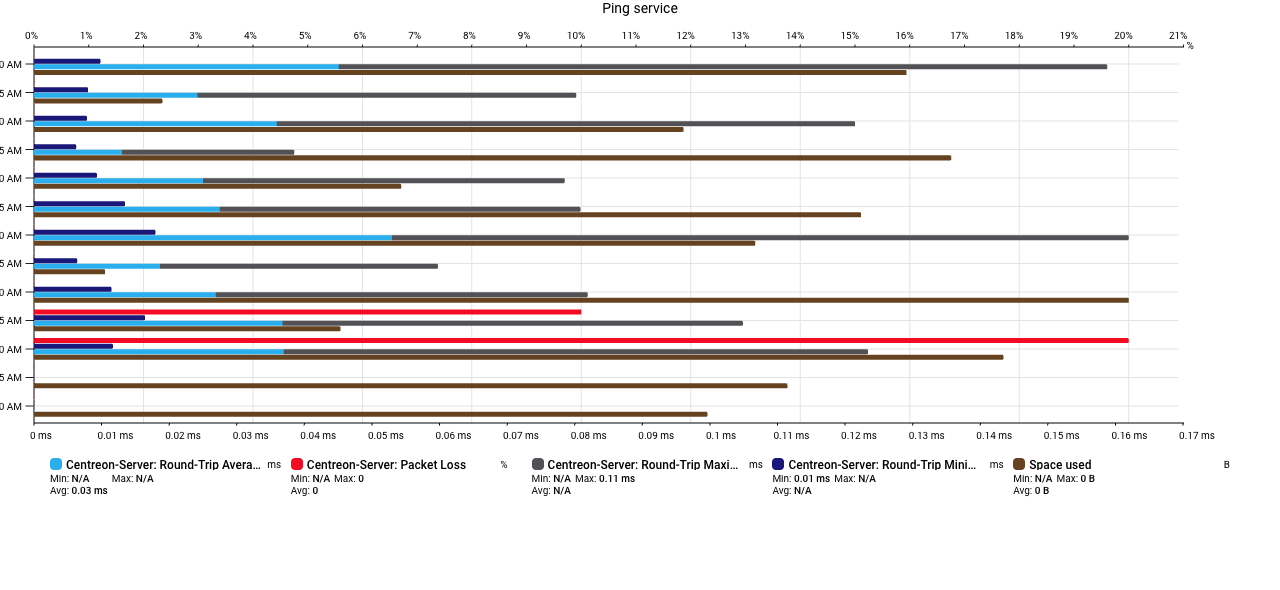 Ping service
0% 1% 2% 3% 4% 5% 6% 7% 8% 9% 10% 11% 12% 13% 14% 15% 16% 17% 18% 19% 20% 21%
%
0 AM
5 AM
0 AM
5 AM
0 AM
5 AM
0 AM
5 AM
0 AM
5 AM
0 AM
5 AM
0 AM
0 ms 0.01 ms 0.02 ms 0.03 ms 0.04 ms 0.05 ms 0.06 ms 0.07 ms 0.08 ms 0.09 ms 0.1 ms 0.11 ms 0.12 ms 0.13 ms 0.14 ms 0.15 ms 0.16 ms 0.17 ms
Centreon-Server: Round-Trip Avera... ms Centreon-Server: Packet Loss % Centreon-Server: Round-Trip Maxi... ms Centreon-Server: Round-Trip Mini... ms Space used B
Min: N/A Max: N/A Min: N/A Max: 0 Min: N/A Max: 0.11 ms Min: 0.01 ms Max: N/A Min: N/A Max: 0 B
Avg: 0.03 ms Avg: 0 Avg: N/A Avg: N/A Avg: 0 B